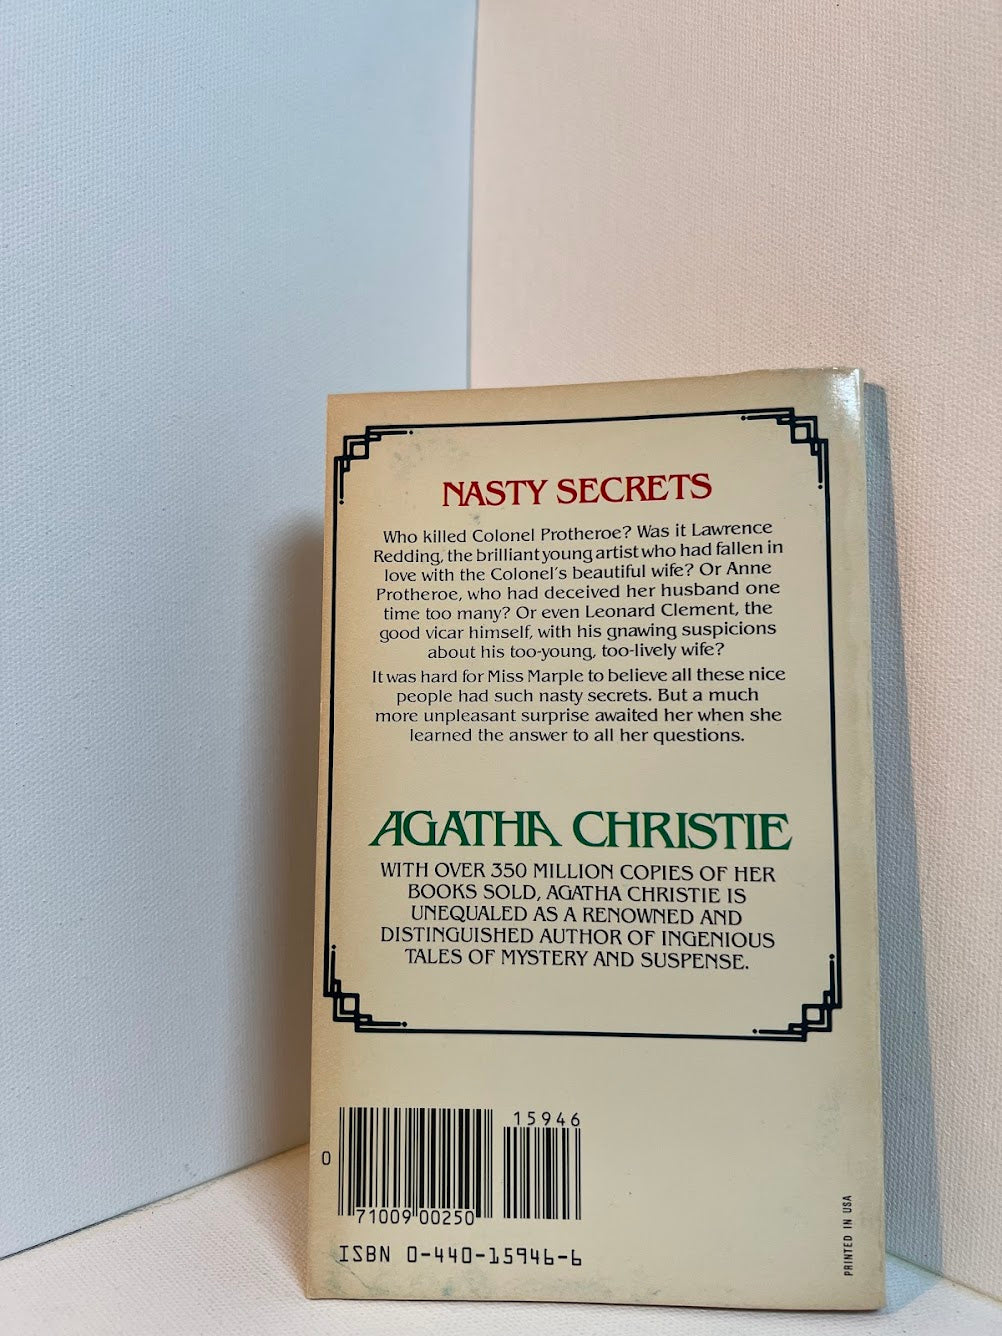 NASTY SECRETS
Who killed Colonel Protheroe? Was it Lawrence
Redding, the brilliant young artist who had fallen in
love with the Colonel's beautiful wife? Or Anne
Protheroe, who had deceived her husband one
time too many? Or even Leonard Clement, the
good vicar himself, with his gnawing suspicions
about his too-young, too-lively wife?
It was hard for Miss Marple to believe all these nice
people had such nasty secrets. But a much
more unpleasant surprise awaited her when she
learned the answer to all her questions.
AGATHA CHRISTIE
WITH OVER 350 MILLION COPIES OF HER
BOOKS SOLD, AGATHA CHRISTIE IS
UNEQUALED AS A RENOWNED AND
DISTINGUISHED AUTHOR OF INGENIOUS
TALES OF MYSTERY AND SUSPENSE.
15946
0
71009 00250
ISBN 0-440-15946-6
PRINTED IN USA